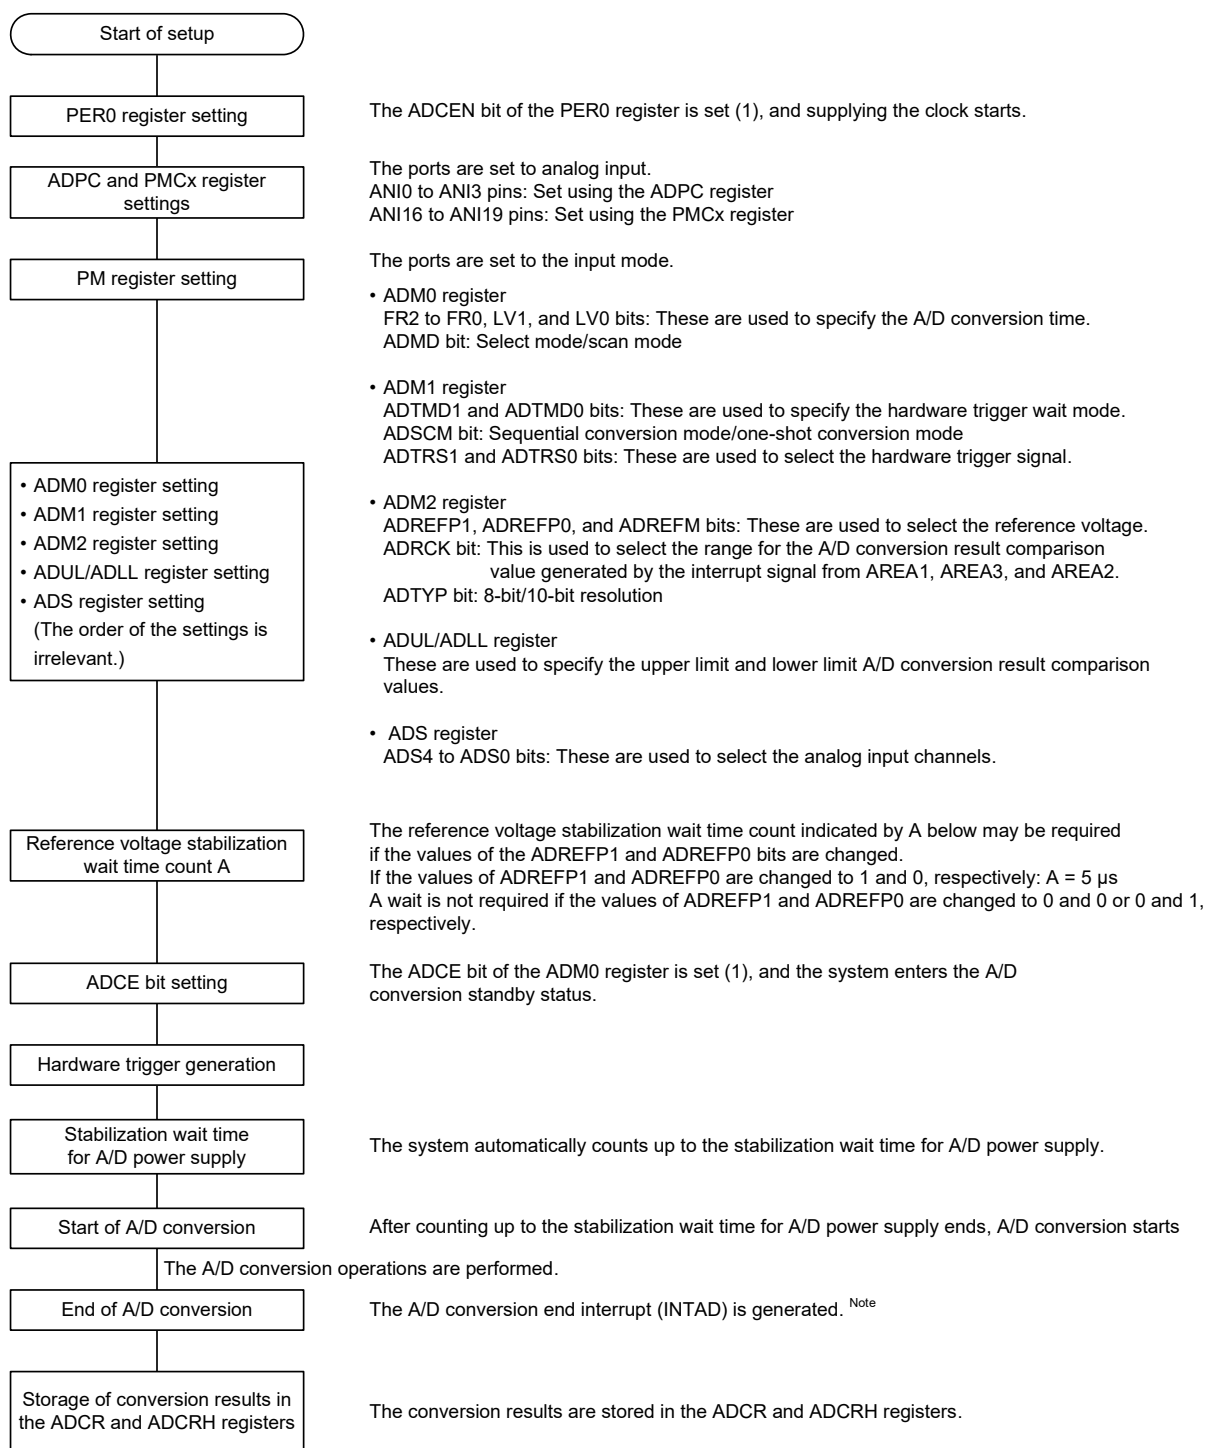 Start of setup
PER0 register setting
The ADCEN bit of the PER0 register is set (1), and supplying the clock starts.
ADPC and PMCx register
settings
The ports are set to analog input.
ANI0 to ANI3 pins: Set using the ADPC register
ANI16 to ANI19 pins: Set using the PMCx register
PM register setting
The ports are set to the input mode.
• ADM0 register setting
• ADM1 register setting
• ADM2 register setting
• ADUL/ADLL register setting
• ADS register setting
(The order of the settings is
irrelevant.)
• ADM0 register
FR2 to FR0, LV1, and LV0 bits: These are used to specify the A/D conversion time.
ADMD bit: Select mode/scan mode
• ADM1 register
ADTMD1 and ADTMD0 bits: These are used to specify the hardware trigger wait mode.
ADSCM bit: Sequential conversion mode/one-shot conversion mode
ADTRS1 and ADTRS0 bits: These are used to select the hardware trigger signal.
• ADM2 register
ADREFP1, ADREFP0, and ADREFM bits: These are used to select the reference voltage.
ADRCK bit: This is used to select the range for the A/D conversion result comparison
value generated by the interrupt signal from AREA1, AREA3, and AREA2.
ADTYP bit: 8-bit/10-bit resolution
• ADUL/ADLL register
These are used to specify the upper limit and lower limit A/D conversion result comparison
values.
• ADS register
ADS4 to ADS0 bits: These are used to select the analog input channels.
Reference voltage stabilization
wait time count A
The reference voltage stabilization wait time count indicated by A below may be required
if the values of the ADREFP1 and ADREFP0 bits are changed.
If the values of ADREFP1 and ADREFP0 are changed to 1 and 0, respectively: A = 5 µs
A wait is not required if the values of ADREFP1 and ADREFP0 are changed to 0 and 0 or 0 and 1,
respectively.
ADCE bit setting
The ADCE bit of the ADM0 register is set (1), and the system enters the A/D
conversion standby status.
Hardware trigger generation
Stabilization wait time
for A/D power supply
The system automatically counts up to the stabilization wait time for A/D power supply.
Start of A/D conversion
After counting up to the stabilization wait time for A/D power supply ends, A/D conversion starts
The A/D conversion operations are performed.
End of A/D conversion
The A/D conversion end interrupt (INTAD) is generated. Note
Storage of conversion results in
the ADCR and ADCRH registers
The conversion results are stored in the ADCR and ADCRH registers.